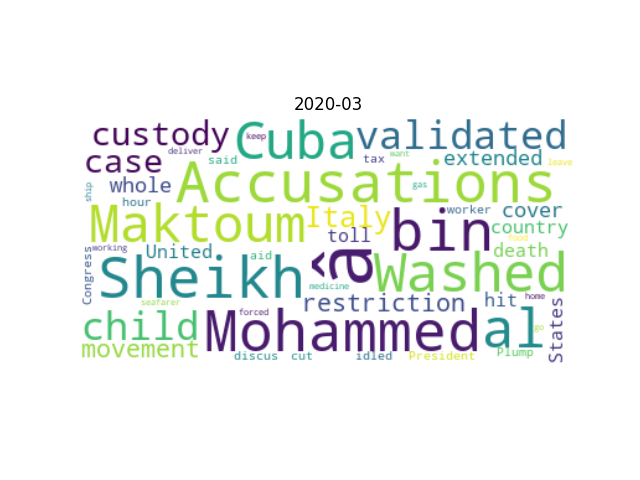 2020-03
custody Cuba keep validated
deliver said tax want extended leave
case whole Accusations gas
ship hour
Maktoum Italy bin worker cover
toll country
working United aid Washed death food
Congress Sheikh â medicine
seafarer restriction hit home States
child forced Mohammed al go
movement discus cut idled President Plump